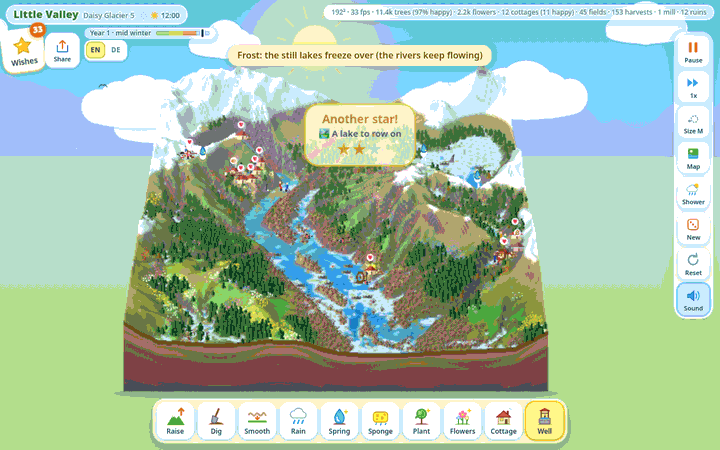 Little Valley Daisy Glacier 5 12:00
192² · 33 fps · 11.4k trees (97% happy) · 2.2k flowers · 12 cottages (11 happy) · 45 fields · 153 harvests · 1 mill · 12 ruins
33
Wishes
Share
Year 1 · mid winter
EN
DE
Frost: the still lakes freeze over (the rivers keep flowing)
Another star!
A lake to row on
Pause
1x
Size M
Map
Shower
New
Reset
Sound
Raise
Dig
Smooth
Rain
Spring
Sponge
Plant
Flowers
Cottage
Well